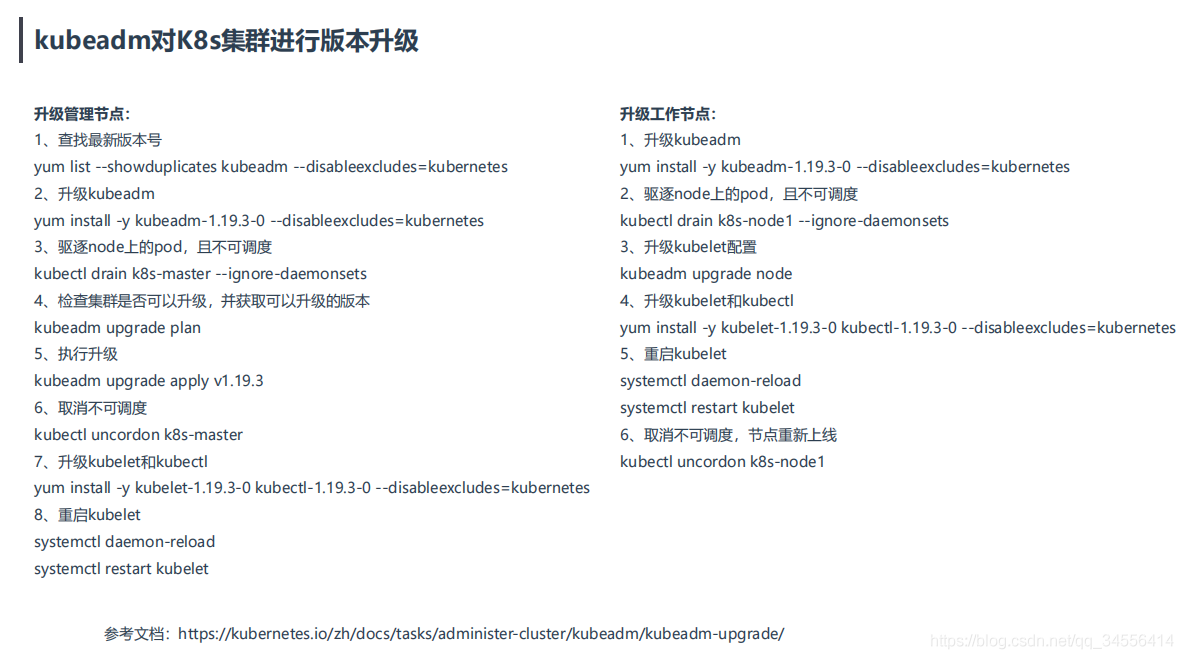 kubeadm对K8s集群进行版本升级
升级管理节点:
1、查找最新版本号
yum list --showduplicates kubeadm --disableexcludes=kubernetes
2、升级kubeadm
yum install -y kubeadm-1.19.3-0 --disableexcludes=kubernetes
3、驱逐node上的pod，且不可调度
kubectl drain k8s-master --ignore-daemonsets
4、检查集群是否可以升级，并获取可以升级的版本
kubeadm upgrade plan
5、执行升级
kubeadm upgrade apply v1.19.3
6、取消不可调度
kubectl uncordon k8s-master
7、升级kubelet和kubectl
yum install -y kubelet-1.19.3-0 kubectl-1.19.3-0 --disableexcludes=kubernetes
8、重启kubelet
systemctl daemon-reload
systemctl restart kubelet
升级工作节点:
1、升级kubeadm
yum install -y kubeadm-1.19.3-0 --disableexcludes=kubernetes
2、驱逐node上的pod，且不可调度
kubectl drain k8s-node1 --ignore-daemonsets
3、升级kubelet配置
kubeadm upgrade node
4、升级kubelet和kubectl
yum install -y kubelet-1.19.3-0 kubectl-1.19.3-0 --disableexcludes=kubernetes
5、重启kubelet
systemctl daemon-reload
systemctl restart kubelet
6、取消不可调度，节点重新上线
kubectl uncordon k8s-node1
参考文档：https://kubernetes.io/zh/docs/tasks/administer-cluster/kubeadm/kubeadm-upgrade/
https://blog.csdn.net/qq_34556414